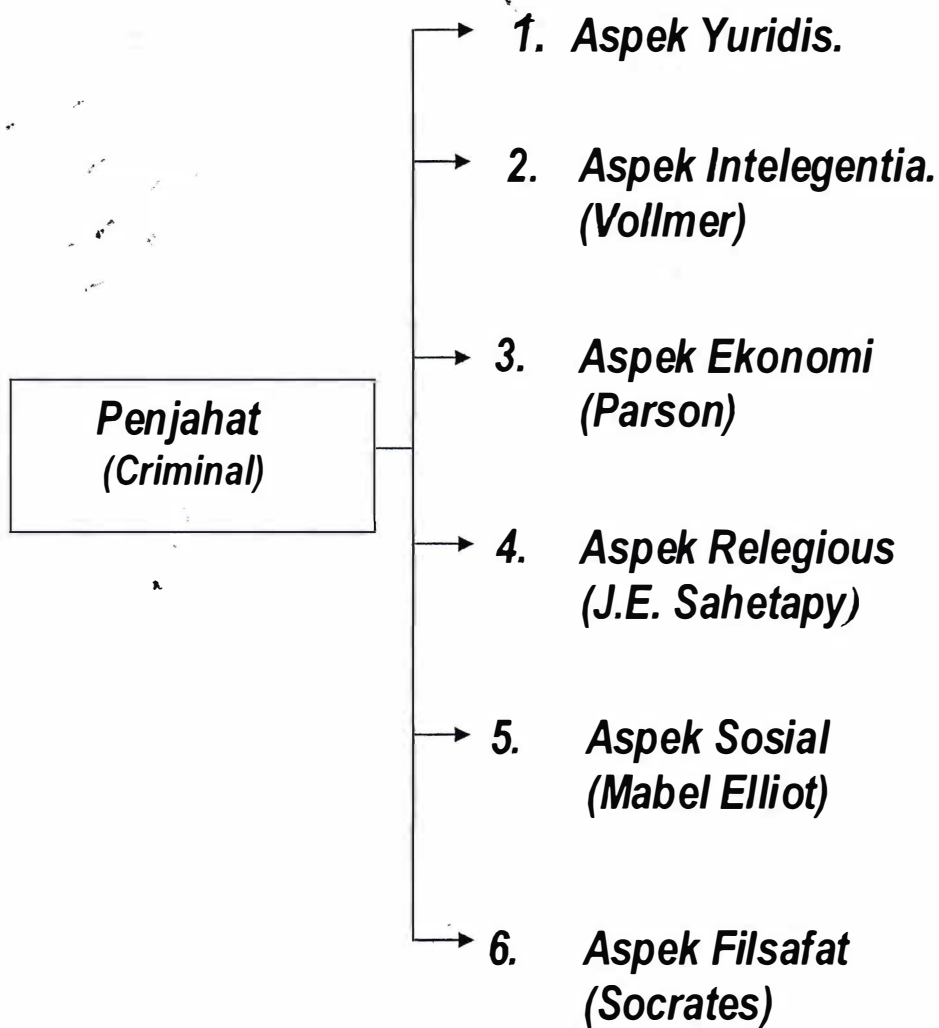 1. Aspek Yuridis.
2. Aspek Intelegentia.
(Vollmer)
3. Aspek Ekonomi
(Parson)
Penjahat
(Criminal)
4. Aspek Relegious
(J.E. Sahetapy)
5. Aspek Sosial
(Mabel Elliot)
6. Aspek Filsafat
(Socrates)